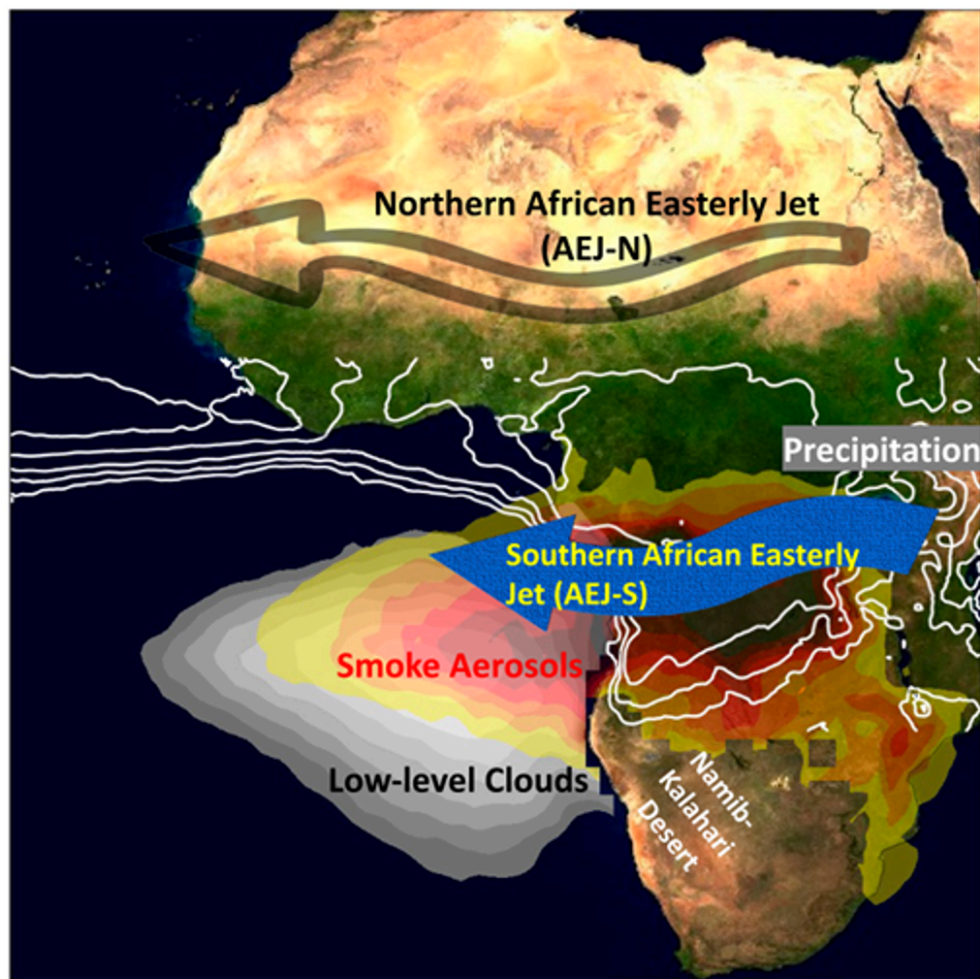 Northern African Easterly Jet
(AEJ-N)
Precipitation
Southern African Easterly
Jet (AEJ-S)
Smoke Aerosols
Low-level Clouds
Namib-
Kalahari
Desert